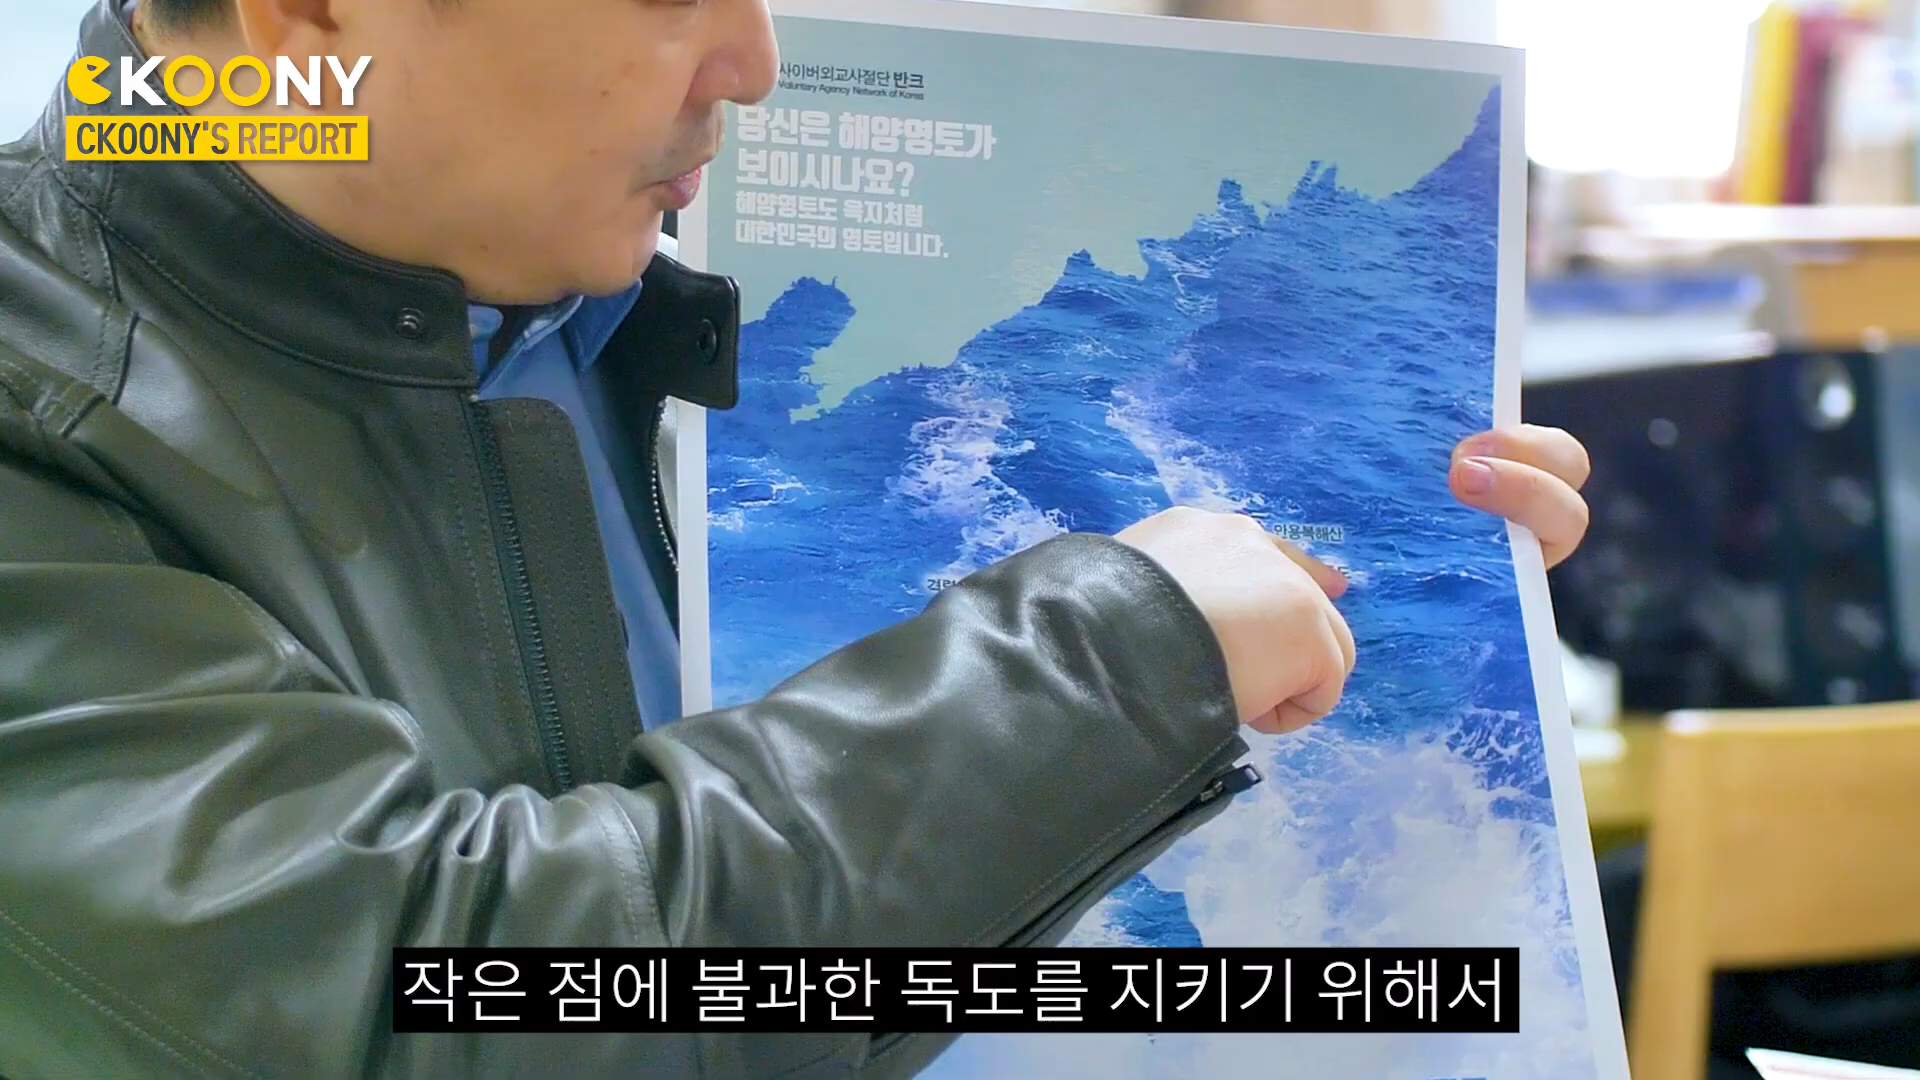 CKOONY
CKOONY'S REPORT
사이버외교사절단 반크
Voluntary Agency Network of Korea
당신은 해양영토가
보이시나요?
해양영토도 육지처럼
대한민국의 영토입니다.
안용복해산
작은 점에 불과한 독도를 지키기 위해서